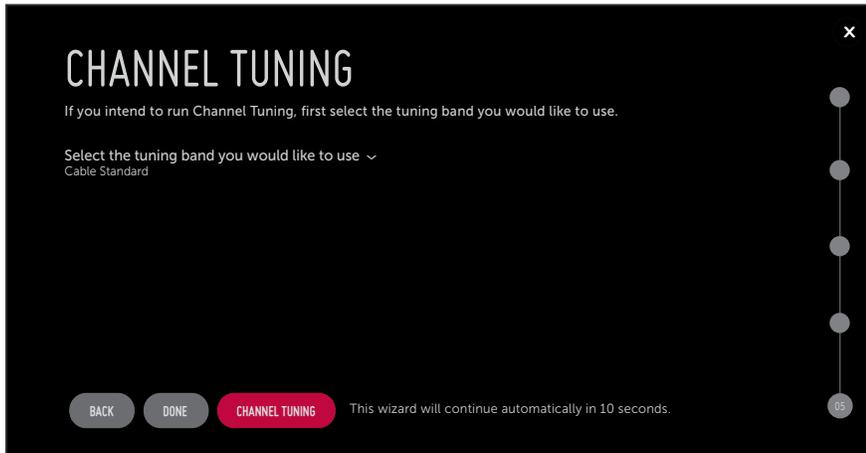 X
CHANNEL TUNING
If you intend to run Channel Tuning, first select the tuning band you would like to use.
Select the tuning band you would like to use
Cable Standard
BACK DONE CHANNEL TUNING This wizard will continue automatically in 10 seconds.
05